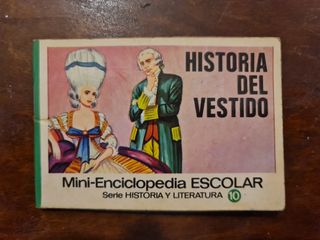 HISTORIA
DEL
VESTIDO
Mini-Enciclopedia ESCOLAR
Serie HISTORIA Y LITERATURA 10